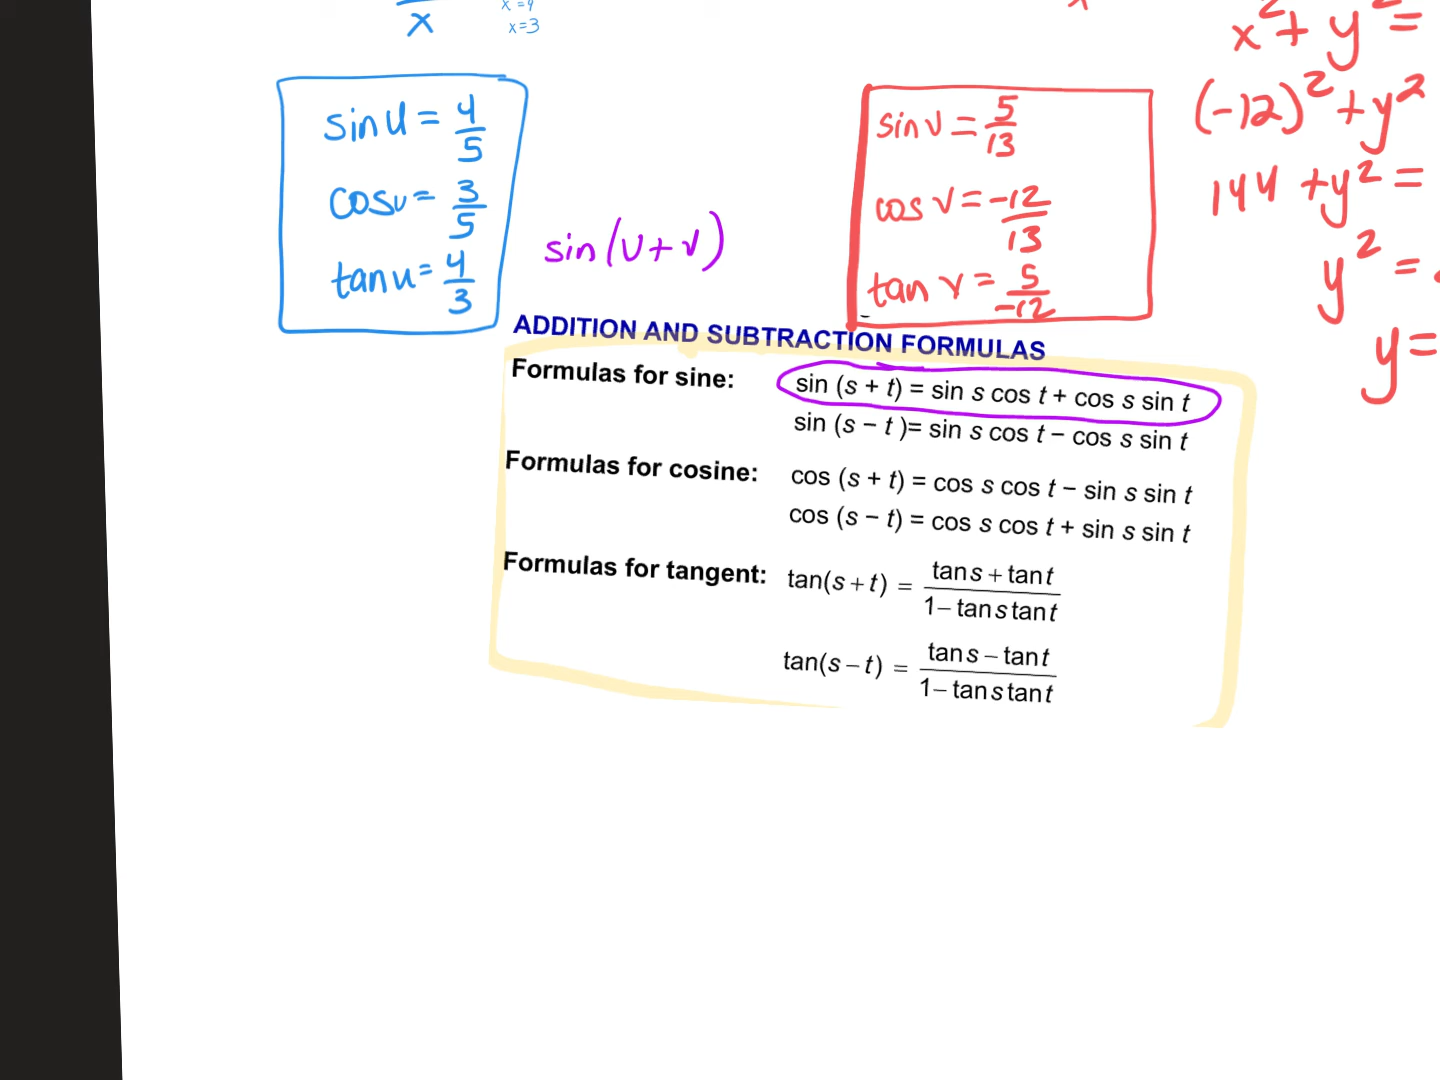 x
x=9
x=3
x² + y² =
(-12)² + y²
144 + y² =
y² =
y =
sin u = 4/5
cos u = 3/5
tan u = 4/3
sin(u + v)
sin v = 5/13
cos v = -12/13
tan v = 5/-12
ADDITION AND SUBTRACTION FORMULAS
Formulas for sine: sin (s + t) = sin s cos t + cos s sin t
sin (s − t )= sin s cos t − cos s sin t
Formulas for cosine: cos (s + t) = cos s cos t − sin s sin t
cos (s − t) = cos s cos t + sin s sin t
Formulas for tangent: tan(s + t) = tan s + tan t / 1 − tan s tan t
tan(s − t) = tan s − tan t / 1 − tan s tan t